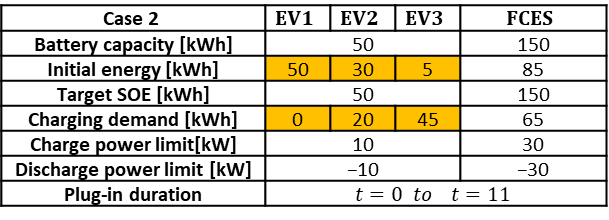 Case 2 EV1 EV2 EV3 FCES
Battery capacity [kWh] 50 150
Initial energy [kWh] 50 30 5 85
Target SOE [kWh] 50 150
Charging demand [kWh] 0 20 45 65
Charge power limit[kW] 10 30
Discharge power limit [kW] −10 −30
Plug-in duration t = 0 to t = 11